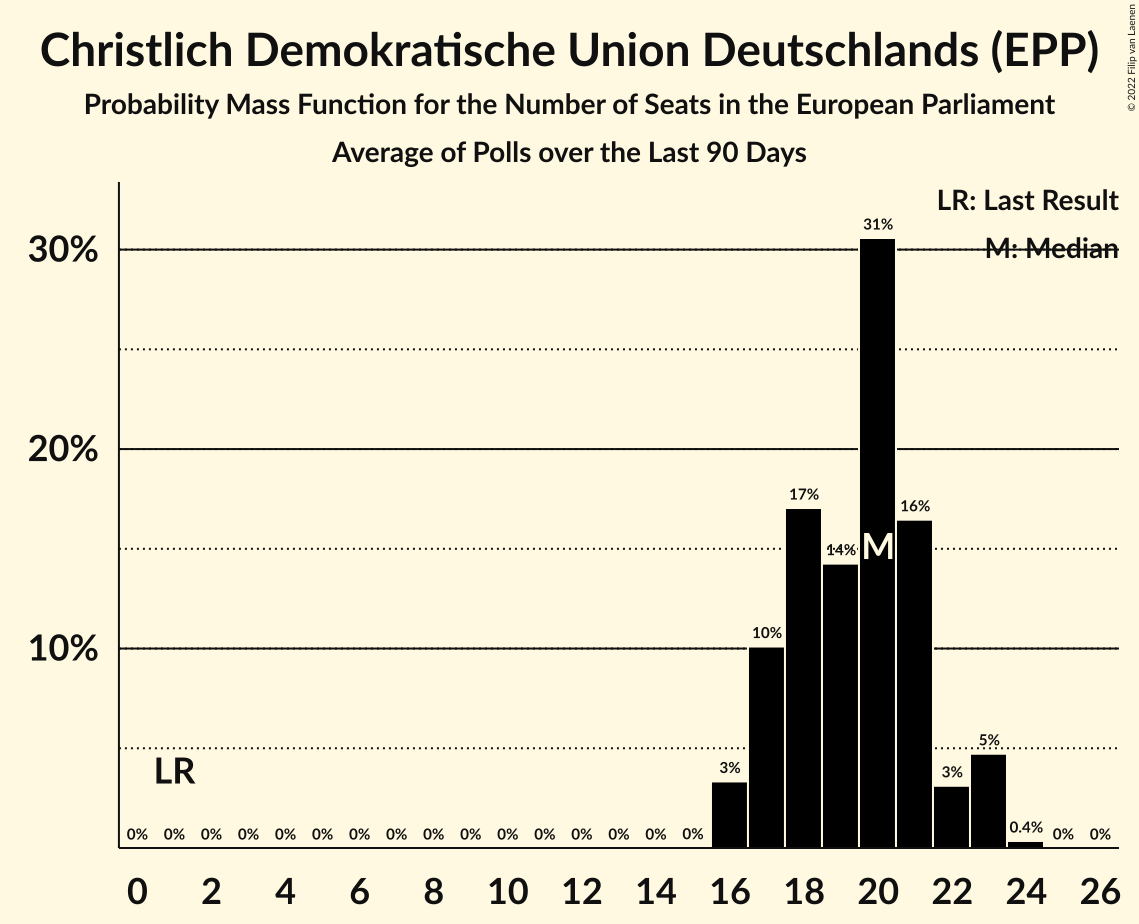 Christlich Demokratische Union Deutschlands (EPP)
Probability Mass Function for the Number of Seats in the European Parliament
Average of Polls over the Last 90 Days
© 2022 Filip van Laenen
LR: Last Result
M: Median
30%
20%
10%
31%
17%
16%
14%
M
10%
5%
3%
3%
LR
0.4%
0% 0% 0% 0% 0% 0% 0% 0% 0% 0% 0% 0% 0% 0% 0% 0% 0% 0%
0 2 4 6 8 10 12 14 16 18 20 22 24 26